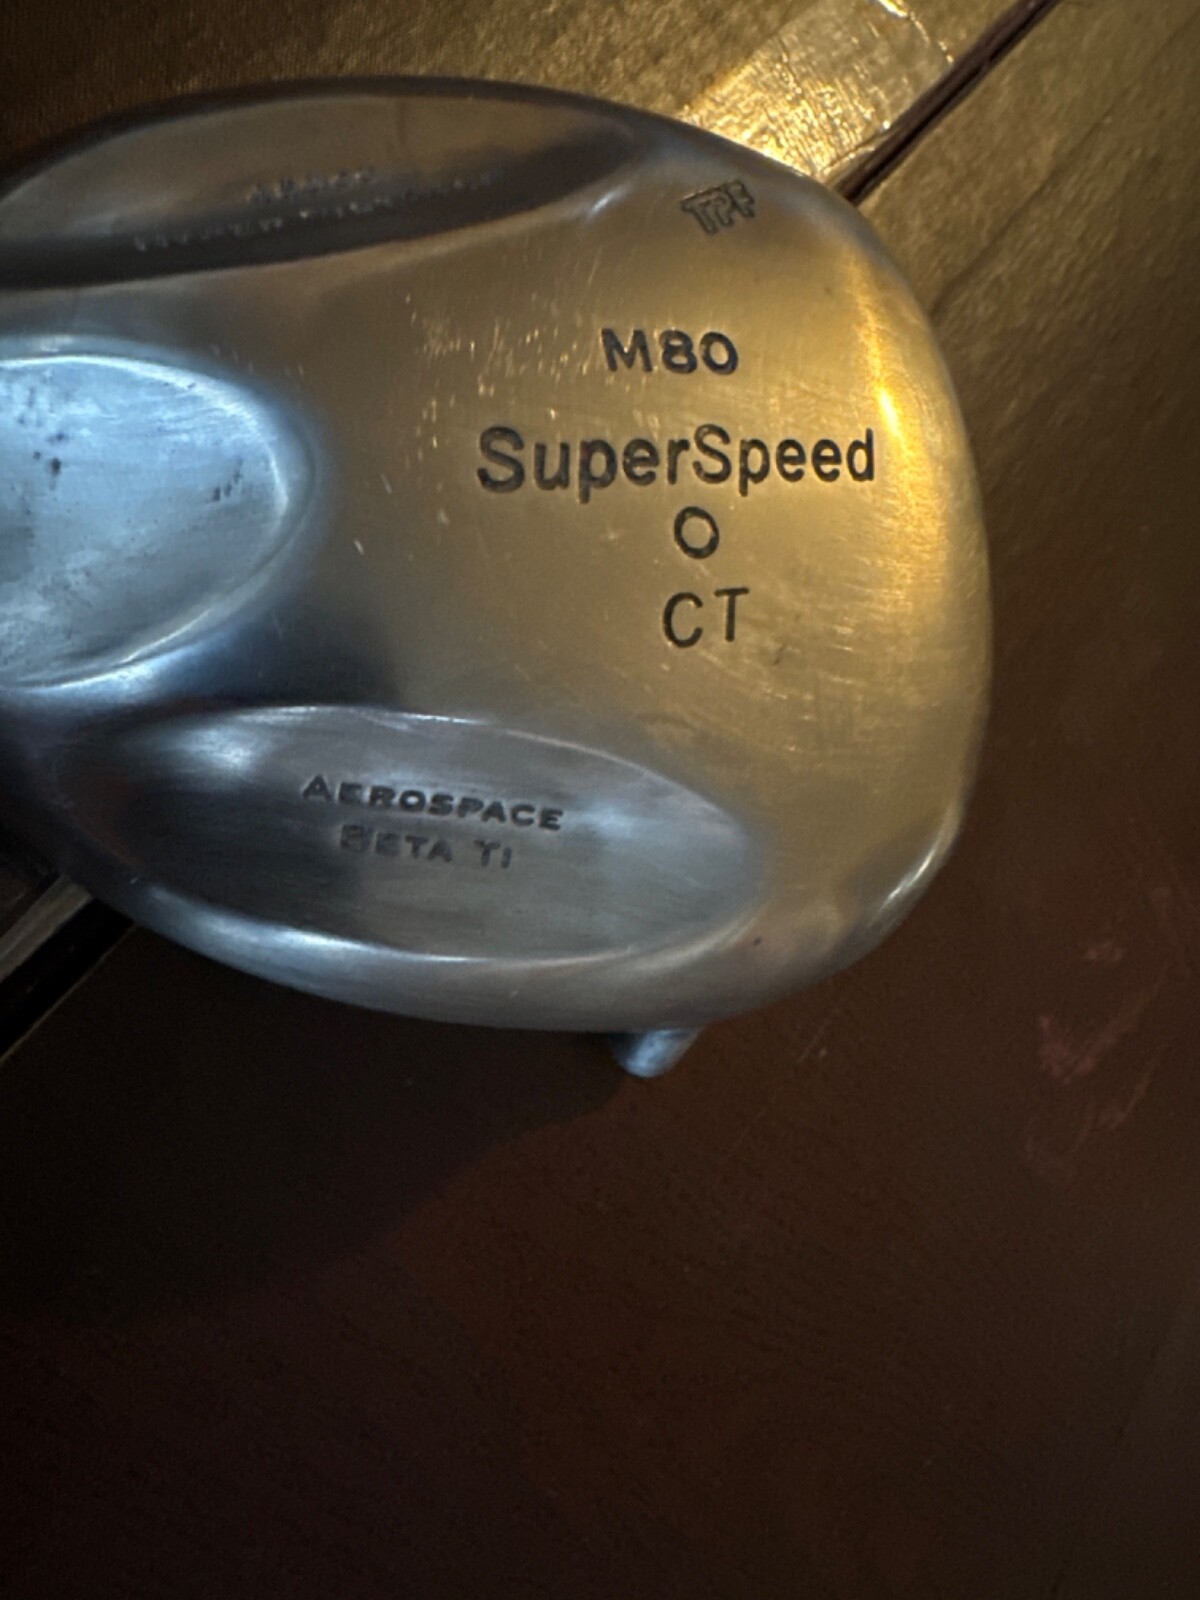 TPF
M80
SuperSpeed
O
CT
AEROSPACE
BETA TI